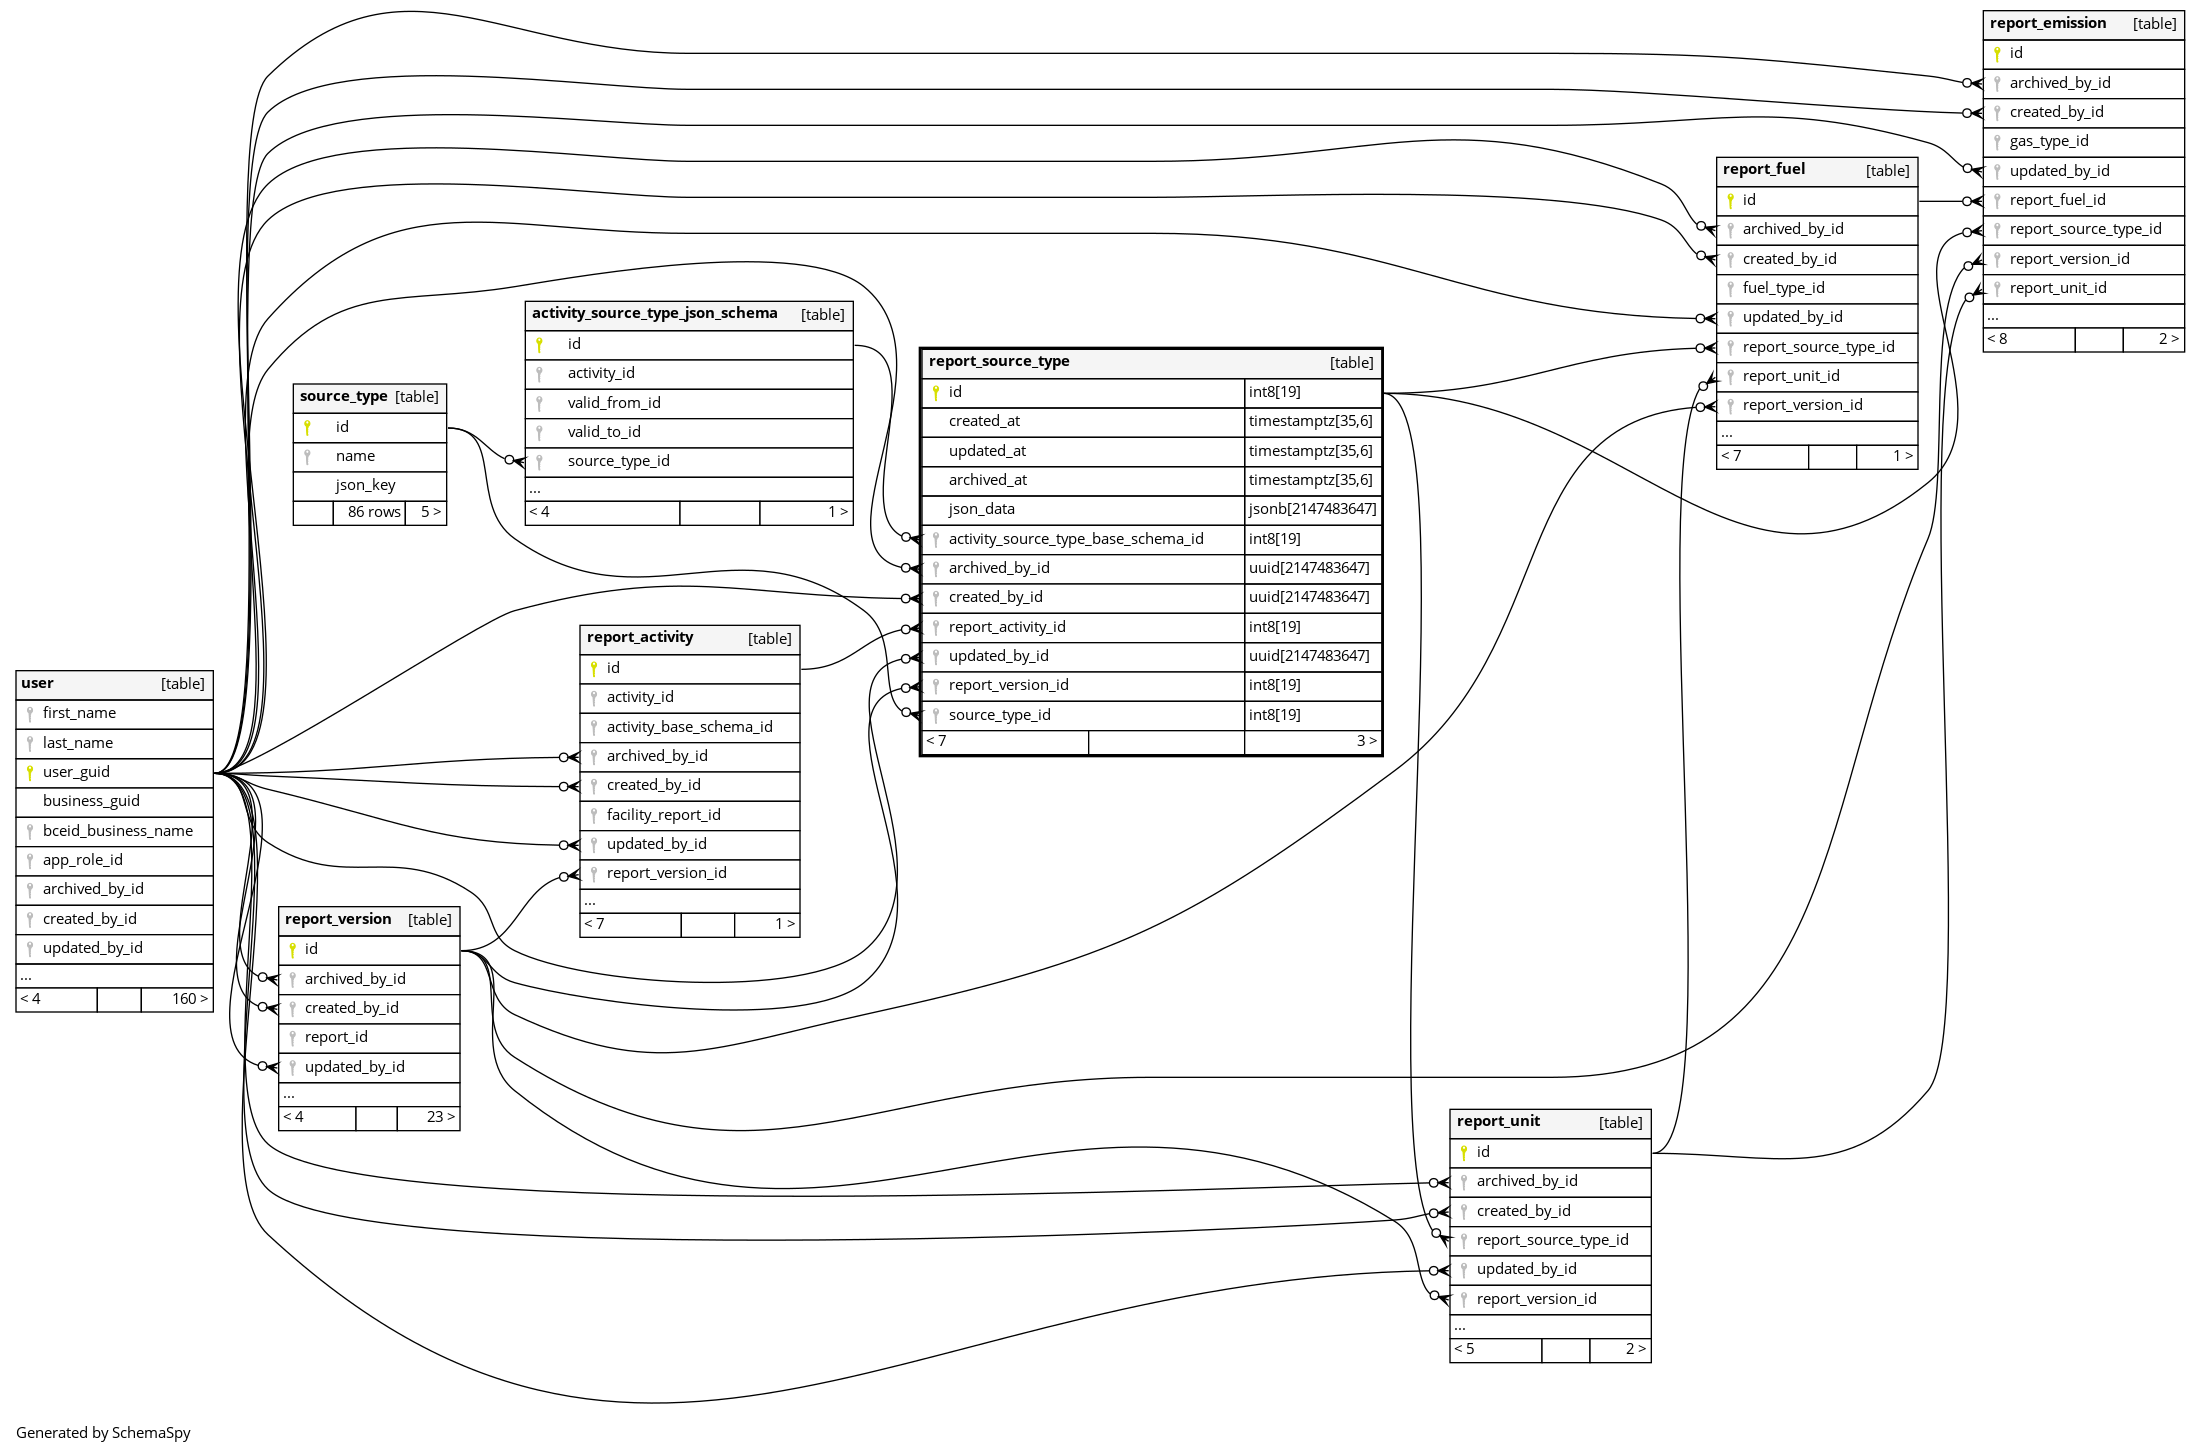 report_emission [table]
id
archived_by_id
created_by_id
gas_type_id
updated_by_id
report_fuel_id
report_source_type_id
report_version_id
report_unit_id
...
< 8 2 >
report_fuel [table]
id
archived_by_id
created_by_id
fuel_type_id
updated_by_id
report_source_type_id
report_unit_id
report_version_id
...
< 7 1 >
activity_source_type_json_schema [table]
id
activity_id
valid_from_id
valid_to_id
source_type_id
...
< 4 1 >
report_source_type [table]
id int8[19]
created_at timestamptz[35,6]
updated_at timestamptz[35,6]
archived_at timestamptz[35,6]
json_data jsonb[2147483647]
activity_source_type_base_schema_id int8[19]
archived_by_id uuid[2147483647]
created_by_id uuid[2147483647]
report_activity_id int8[19]
updated_by_id uuid[2147483647]
report_version_id int8[19]
source_type_id int8[19]
< 7 3 >
source_type [table]
id
name
json_key
86 rows 5 >
report_activity [table]
id
activity_id
activity_base_schema_id
archived_by_id
created_by_id
facility_report_id
updated_by_id
report_version_id
...
< 7 1 >
user [table]
first_name
last_name
user_guid
business_guid
bceid_business_name
app_role_id
archived_by_id
created_by_id
updated_by_id
...
< 4 160 >
report_version [table]
id
archived_by_id
created_by_id
report_id
updated_by_id
...
< 4 23 >
report_unit [table]
id
archived_by_id
created_by_id
report_source_type_id
updated_by_id
report_version_id
...
< 5 2 >
Generated by SchemaSpy